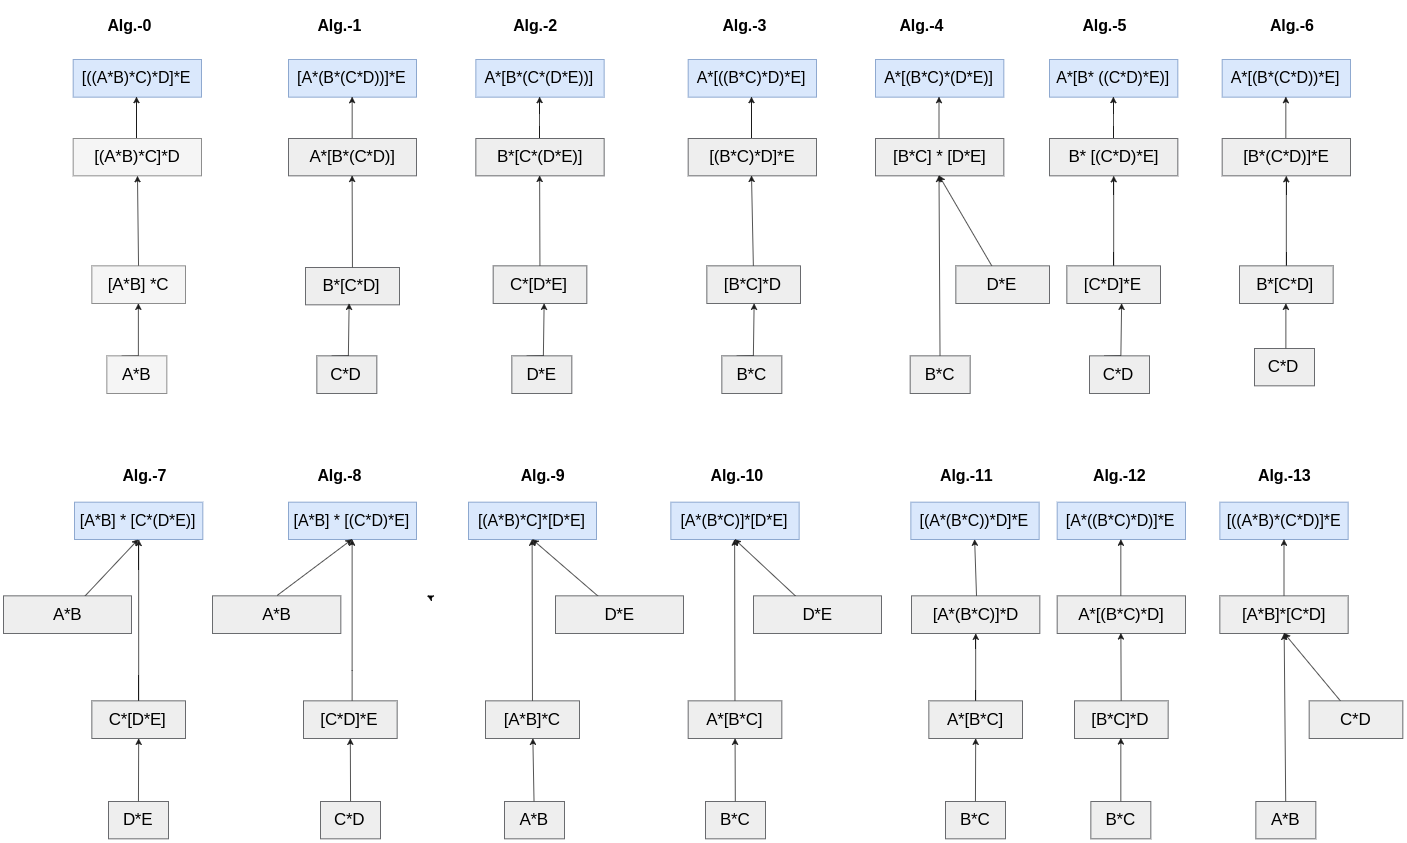 Alg.-0
Alg.-1
Alg.-2
Alg.-3
Alg.-4
Alg.-5
Alg.-6
[((A*B)*C)*D]*E
[A*(B*(C*D))]*E
A*[B*(C*(D*E))]
A*[((B*C)*D)*E]
A*[(B*C)*(D*E)]
A*[B* ((C*D)*E)]
A*[(B*(C*D))*E]
[(A*B)*C]*D
A*[B*(C*D)]
B*[C*(D*E)]
[(B*C)*D]*E
[B*C] * [D*E]
B* [(C*D)*E]
[B*(C*D)]*E
[A*B] *C
B*[C*D]
C*[D*E]
[B*C]*D
D*E
[C*D]*E
B*[C*D]
A*B
C*D
D*E
B*C
B*C
C*D
C*D
Alg.-7
Alg.-8
Alg.-9
Alg.-10
Alg.-11
Alg.-12
Alg.-13
[A*B] * [C*(D*E)]
[A*B] * [(C*D)*E]
[(A*B)*C]*[D*E]
[A*(B*C)]*[D*E]
[(A*(B*C))*D]*E
[A*((B*C)*D)]*E
[((A*B)*(C*D)]*E
A*B
A*B
D*E
D*E
[A*(B*C)]*D
A*[(B*C)*D]
[A*B]*[C*D]
C*[D*E]
[C*D]*E
[A*B]*C
A*[B*C]
A*[B*C]
[B*C]*D
C*D
D*E
C*D
A*B
B*C
B*C
B*C
A*B